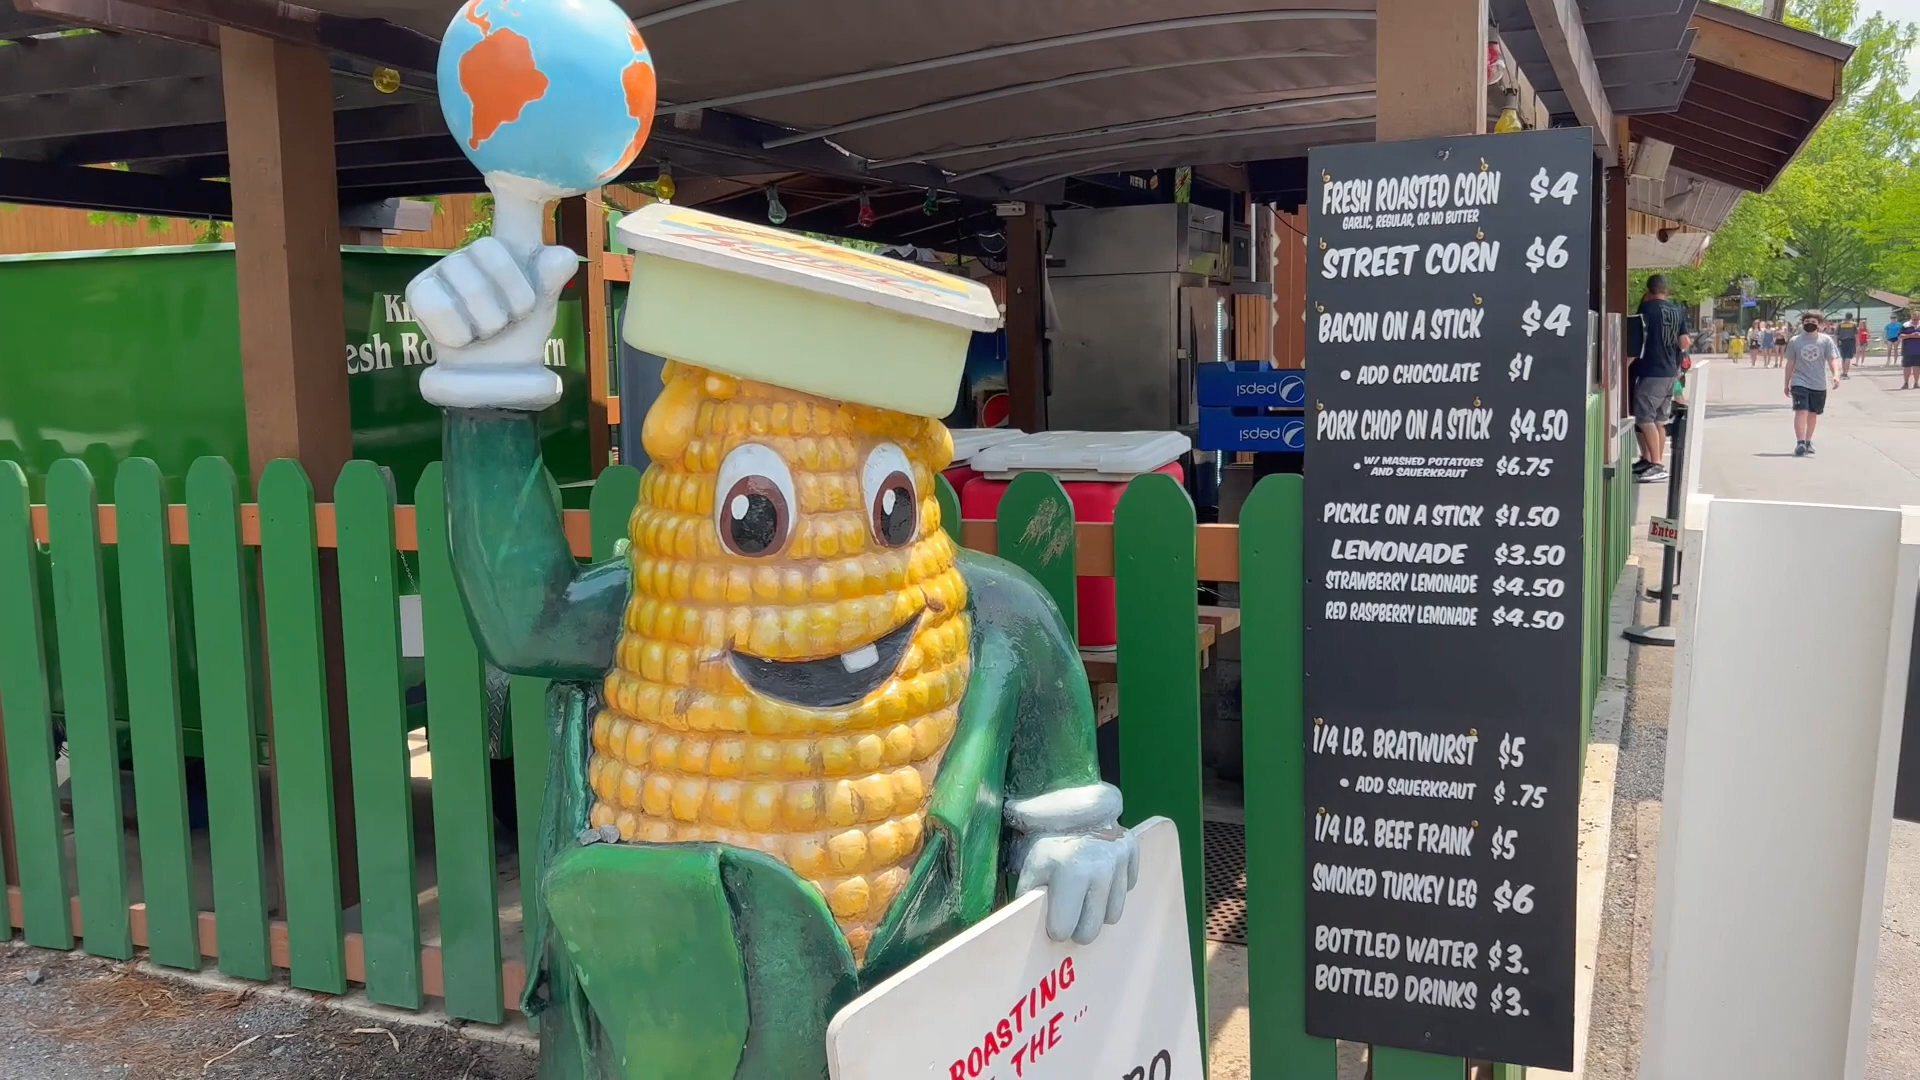 FRESH ROASTED CORN $4
GARLIC, REGULAR, OR NO BUTTER
STREET CORN $6
BACON ON A STICK $4
• ADD CHOCOLATE $1
PORK CHOP ON A STICK $4.50
• W/ MASHED POTATOES
AND SAUERKRAUT $6.75
PICKLE ON A STICK $1.50
LEMONADE $3.50
STRAWBERRY LEMONADE $4.50
RED RASPBERRY LEMONADE $4.50
1/4 LB. BRATWURST $5
• ADD SAUERKRAUT $.75
1/4 LB. BEEF FRANK $5
SMOKED TURKEY LEG $6
BOTTLED WATER $3.
BOTTLED DRINKS $3.
ROASTING
THE...
pepsi
pepsi
Enter